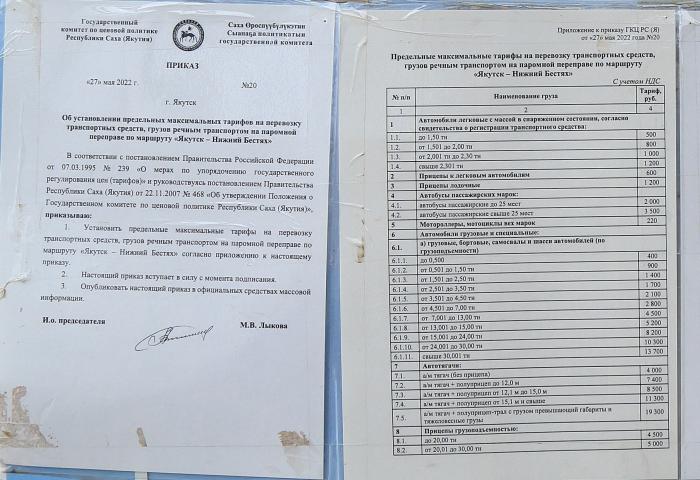 Государственный
комитет по ценовой политике
Республики Саха (Якутия)
Саха Өроспүүбүлүкэтин
Сыанаҕа политикатын
государственнай комитета
ПРИКАЗ
«27» мая 2022 г. №20
г. Якутск
Об установлении предельных максимальных тарифов на перевозку
транспортных средств, грузов речным транспортом на паромной
переправе по маршруту «Якутск – Нижний Бестях»
В соответствии с постановлением Правительства Российской Федерации
от 07.03.1995 № 239 «О мерах по упорядочению государственного
регулирования цен (тарифов)» и руководствуясь постановлением Правительства
Республики Саха (Якутия) от 22.11.2007 № 468 «Об утверждении Положения о
Государственном комитете по ценовой политике Республики Саха (Якутия)»,
приказываю:
1. Установить предельные максимальные тарифы на перевозку
транспортных средств, грузов речным транспортом на паромной переправе по
маршруту «Якутск – Нижний Бестях» согласно приложению к настоящему
приказу.
2. Настоящий приказ вступает в силу с момента подписания.
3. Опубликовать настоящий приказ в официальных средствах массовой
информации.
И.о. председателя М.В. Лыкова
Приложение к приказу ГКЦ РС (Я)
от «27» мая 2022 года №20
Предельные максимальные тарифы на перевозку транспортных средств,
грузов речным транспортом на паромной переправе по маршруту
«Якутск – Нижний Бестях»
С учетом НДС
№ п/п Наименование груза Тариф, руб.
1 2 4
1 Автомобили легковые с массой в снаряженном состоянии, согласно
свидетельства о регистрации транспортного средства:
1.1. до 1,50 тн 500
1.2. от 1,501 до 2,00 тн 800
1.3. от 2,001 тн до 2,30 тн 1 000
1.4. свыше 2,301 тн 1 200
2 Прицепы к легковым автомобилям 600
3 Прицепы лодочные 1 200
4 Автобусы пассажирские марок:
4.1. автобусы пассажирские до 25 мест 2 000
4.2. автобусы пассажирские свыше 25 мест 3 500
5 Мотороллеры, мотоциклы всех марок 220
6 Автомобили грузовые и специальные:
6.1. а) грузовые, бортовые, самосвалы и шасси автомобилей (по
грузоподъемности)
6.1.1. до 0,500 400
6.1.2. от 0,501 до 1,50 тн 900
6.1.3. от 1,501 до 2,50 тн 1 400
6.1.4. от 2,501 до 3,50 тн 1 700
6.1.5. от 3,501 до 4,50 тн 2 100
6.1.6. от 4,501 до 7,00 тн 2 800
6.1.7. от 7,001 до 13,00 тн 4 500
6.1.8. от 13,001 до 15,00 тн 5 200
6.1.9. от 15,001 до 24,00 тн 8 200
6.1.10. от 24,001 до 30,00 тн 10 300
6.1.11. свыше 30,001 тн 13 700
7 Автотягачи:
7.1. а/м тягач (без прицепа) 4 000
7.2. а/м тягач + полуприцеп до 12,0 м 7 400
7.3. а/м тягач + полуприцеп от 12,1 м до 15,0 м 8 500
7.4. а/м тягач + полуприцеп от 15,1 м и свыше 11 300
7.5. а/м тягач + полуприцеп-трал с грузом превышающий габариты и
тяжеловесные грузы 19 300
8 Прицепы грузоподъемностью:
8.1. до 20,00 тн 4 500
8.2. от 20,01 до 30,00 тн 5 000